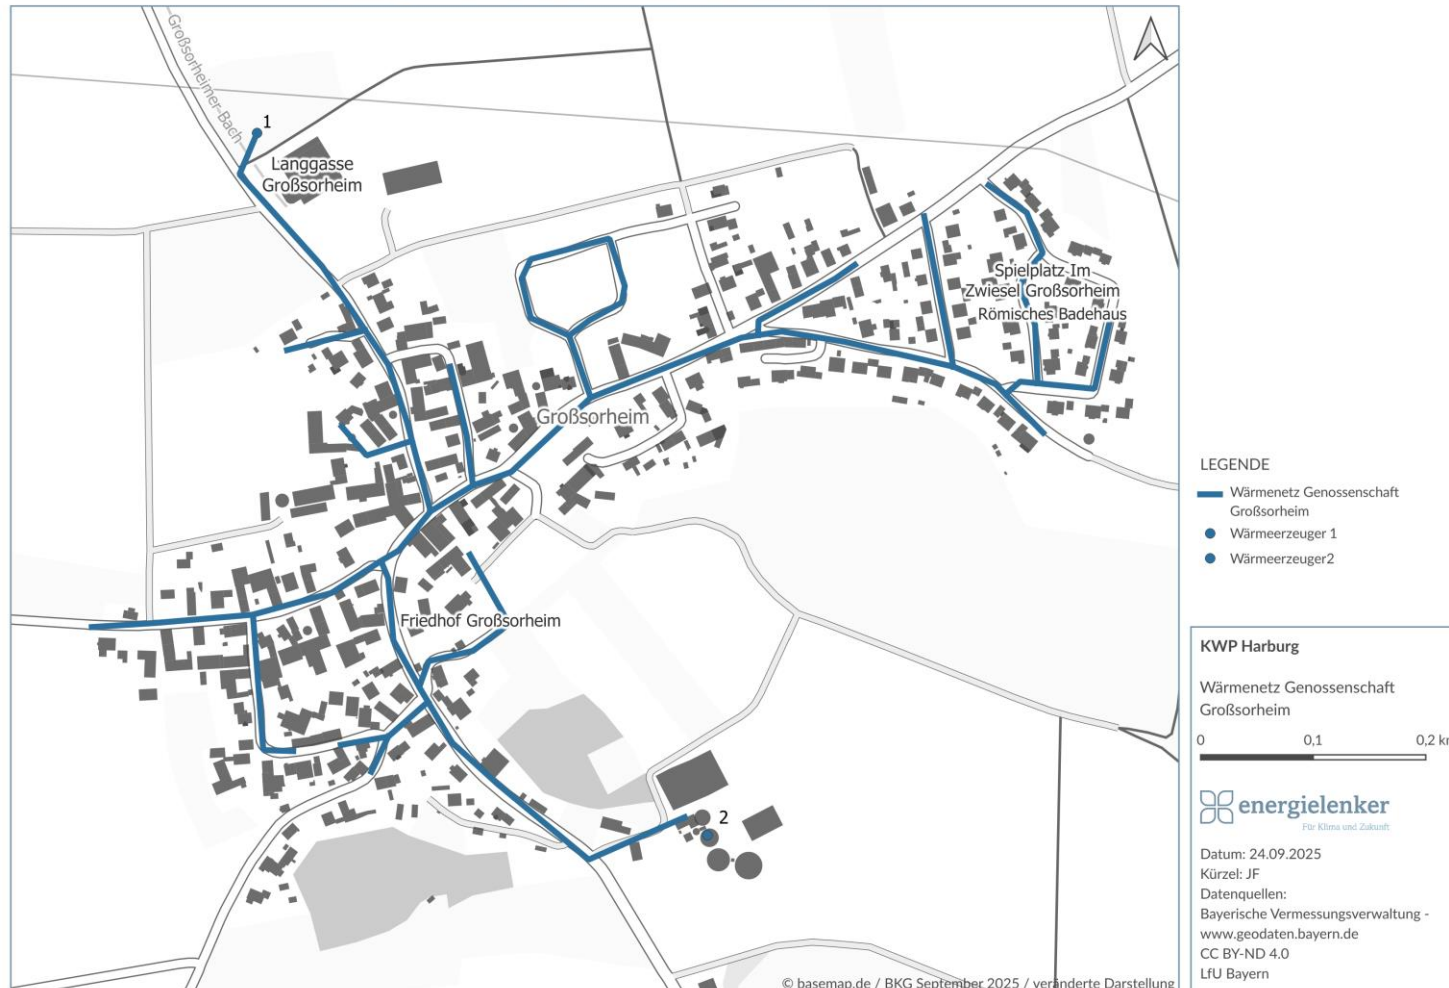 Großsorheimer-Bach
1
Langgasse
Großsorheim
Spielplatz Im
Zwiesel Großsorheim
Römisches Badehaus
Großsorheim
Friedhof Großsorheim
2
© basemap.de / BKG September 2025 / veränderte Darstellung
LEGENDE
Wärmenetz Genossenschaft
Großsorheim
Wärmeerzeuger 1
Wärmeerzeuger2
KWP Harburg
Wärmenetz Genossenschaft
Großsorheim
0 0,1 0,2 km
energielenker
Für Klima und Zukunft
Datum: 24.09.2025
Kürzel: JF
Datenquellen:
Bayerische Vermessungsverwaltung -
www.geodaten.bayern.de
CC BY-ND 4.0
LfU Bayern